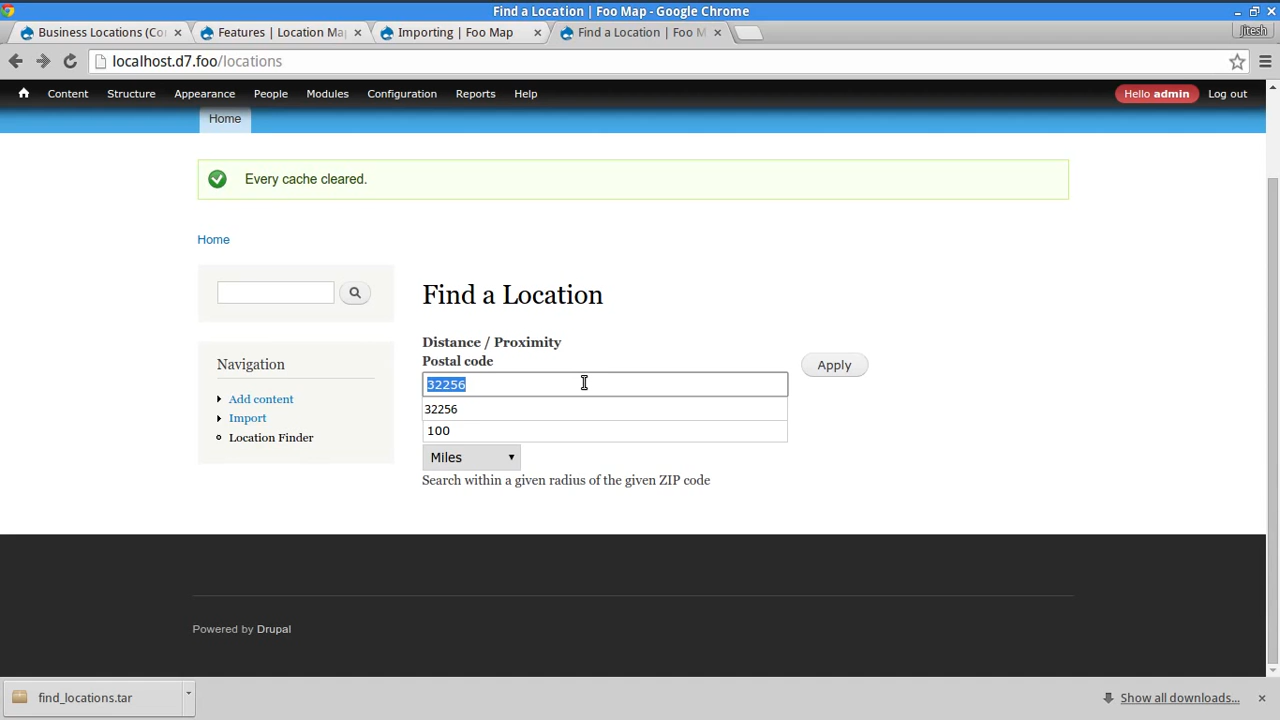 Find a Location | Foo Map - Google Chrome
Business Locations (Co
Features | Location Ma
Importing | Foo Map
Find a Location | Foo M
jitesh
localhost.d7.foo/locations
Content Structure Appearance People Modules Configuration Reports Help Hello admin Log out
Home
Every cache cleared.
Home
Find a Location
Distance / Proximity
Postal code
Apply
32256
32256
100
Miles
Search within a given radius of the given ZIP code
Navigation
Add content
Import
Location Finder
Powered by Drupal
find_locations.tar
Show all downloads...